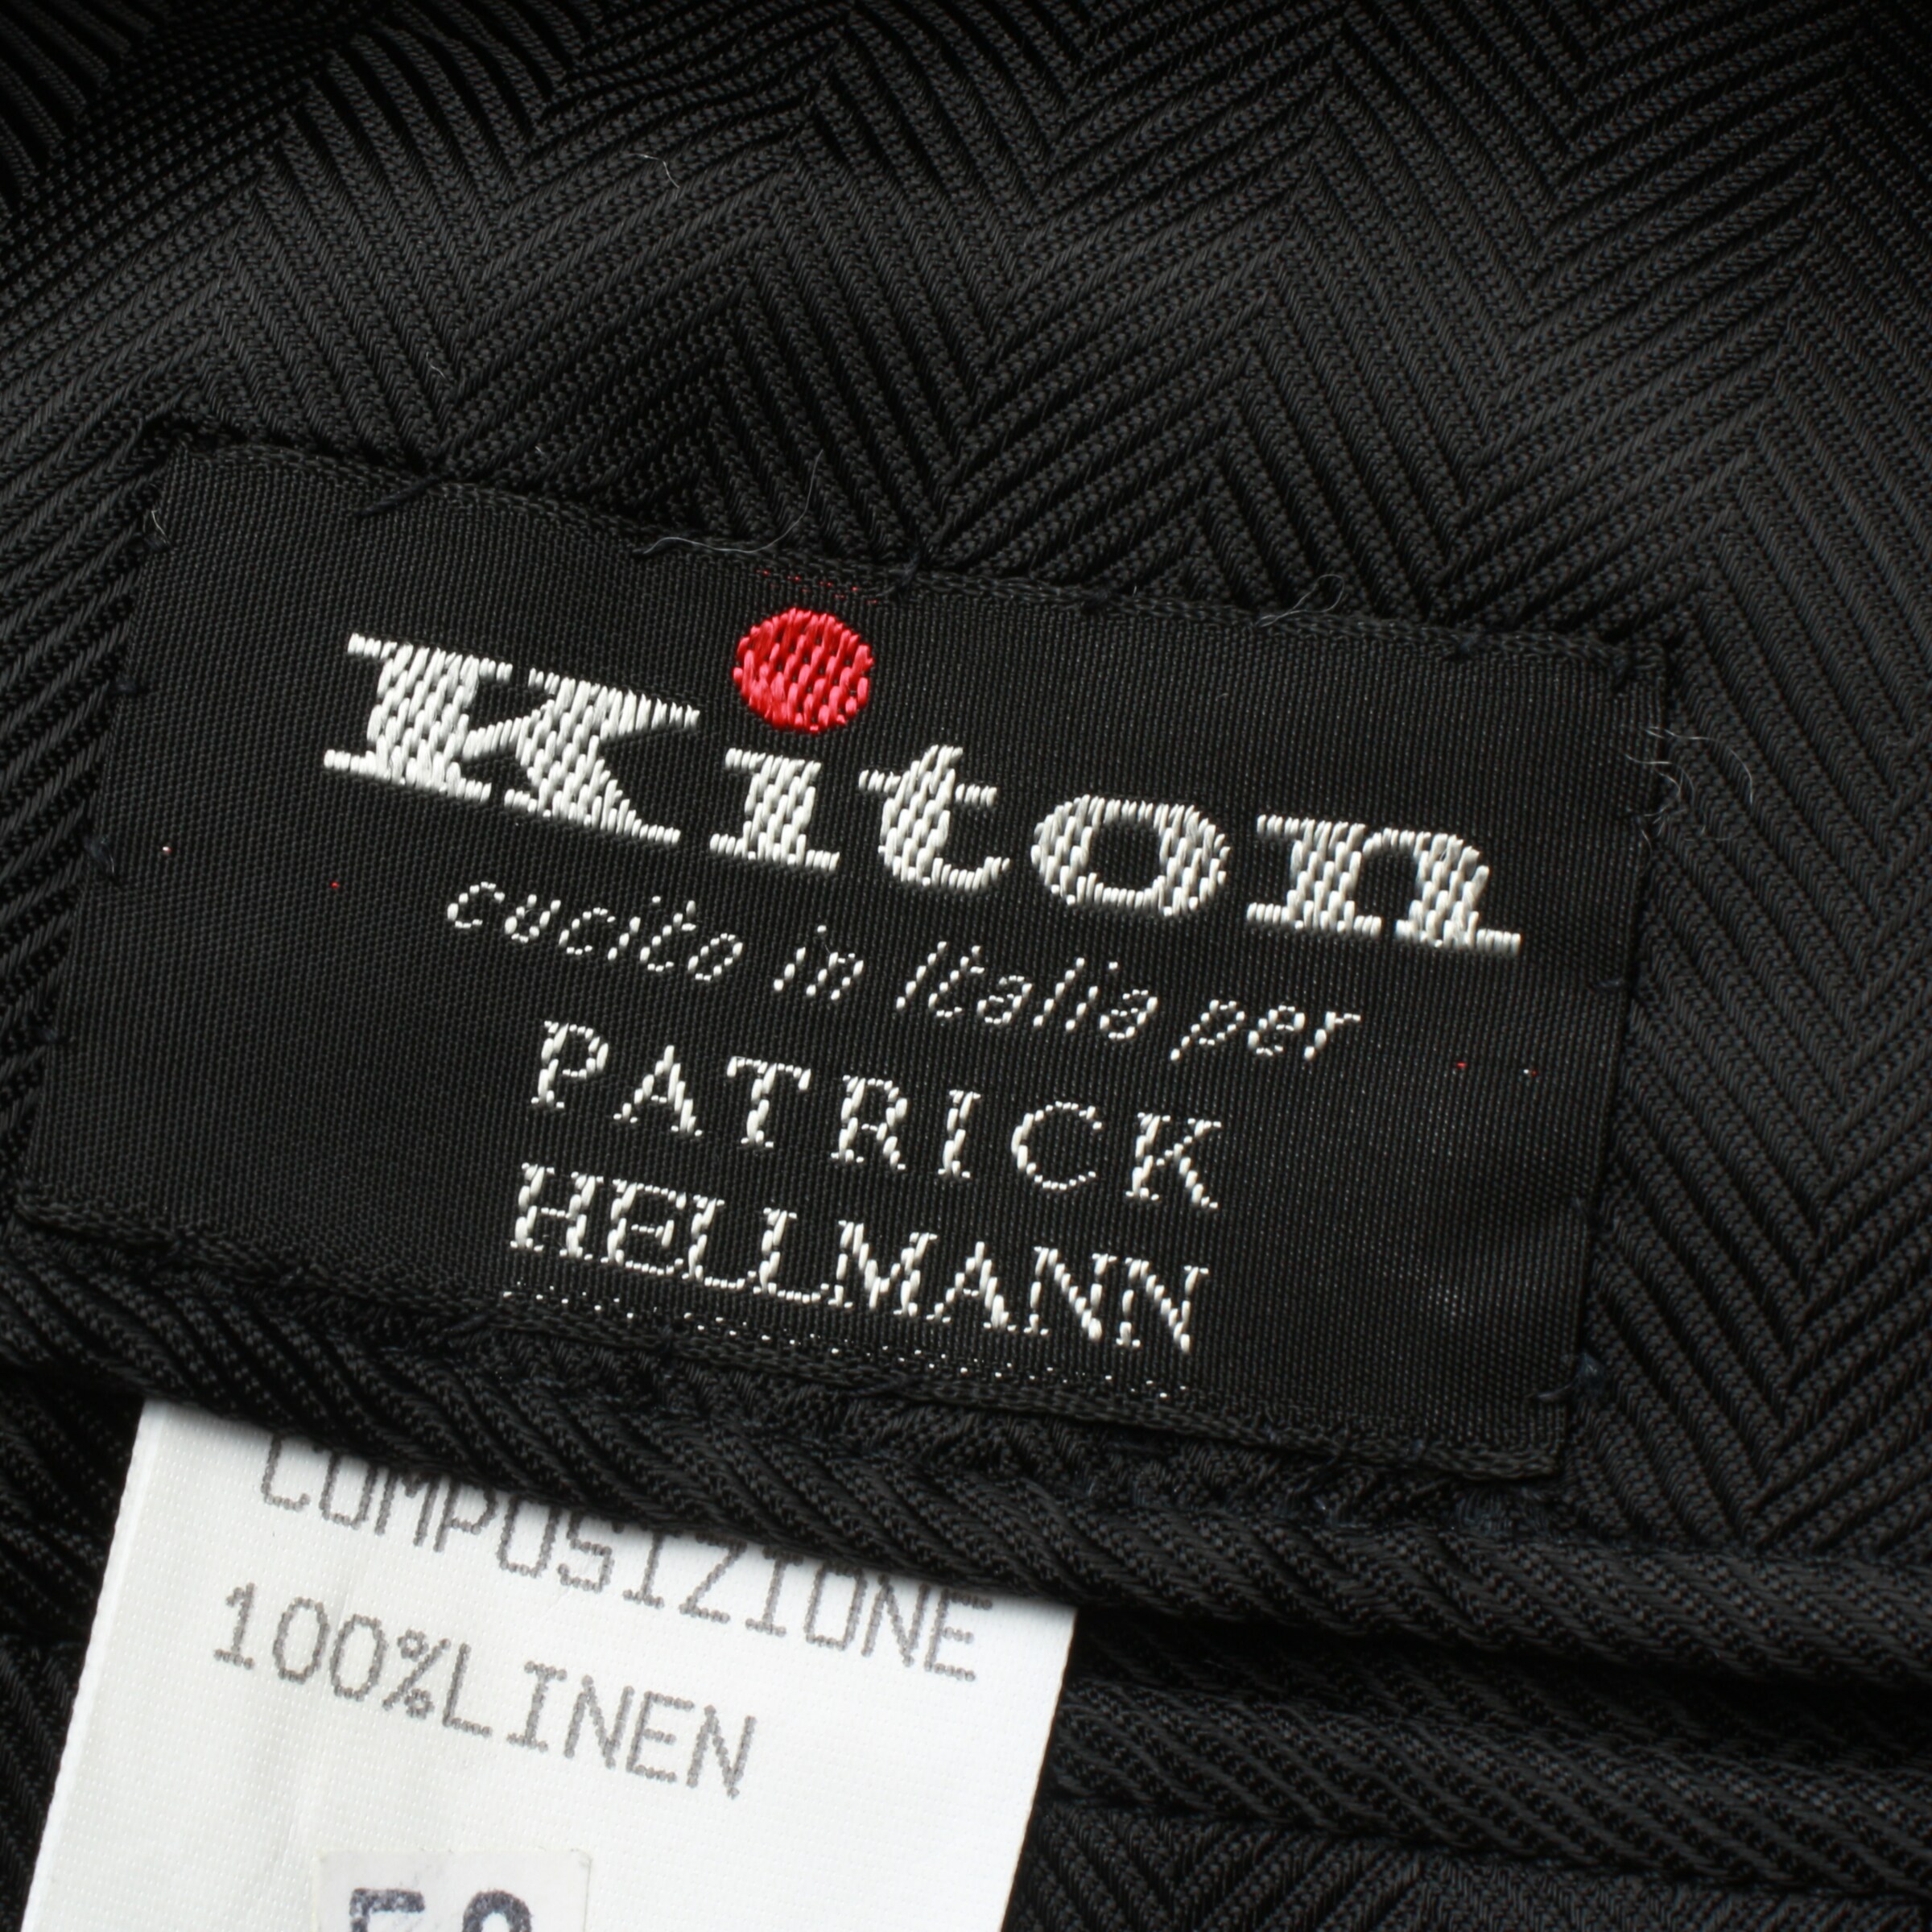 Kiton
cucito in Italia per
PATRICK
HELLMANN
COMPOSIZIONE
100%LINEN